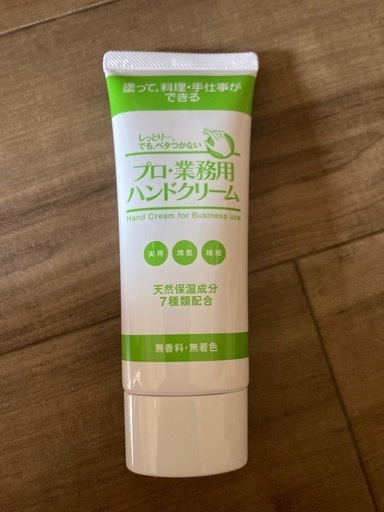 塗って、料理・手仕事が
できる
しっとり…。
でも、ベタつかない
プロ・業務用
ハンドクリーム
Hand Cream for Business use
天然保湿成分
7種類配合
無香料・無着色